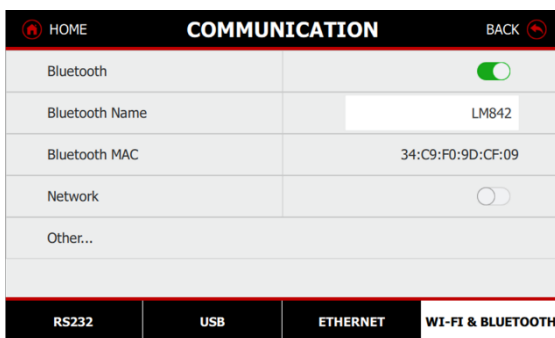 HOME COMMUNICATION BACK
Bluetooth
Bluetooth Name LM842
Bluetooth MAC 34:C9:F0:9D:CF:09
Network
Other...
RS232 USB ETHERNET WI-FI & BLUETOOTH